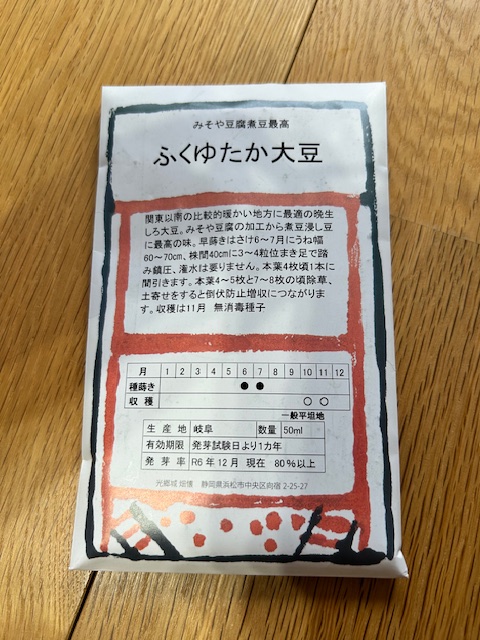 みそや豆腐煮豆最高
ふくゆたか大豆
関東以南の比較的暖かい地方に最適の晩生
しろ大豆。みそや豆腐の加工から煮豆浸し豆
に最高の味。早蒔きはさけ6～7月にうね幅
60～70cm、株間40cmに3～4粒位まき足で踏
み鎮圧、潅水は要りません。本葉4枚頃1本に
間引きます。本葉4～5枚と7～8枚の頃除草、
土寄せをすると倒伏防止増収につながりま
す。収穫は11月 無消毒種子
月 1 2 3 4 5 6 7 8 9 10 11 12
種蒔き ● ●
収穫 ○ ○
一般平坦地
生産地 岐阜 数量 50ml
有効期限 発芽試験日より1カ年
発芽率 R6年12月 現在 80%以上
光郷城 畑懐 静岡県浜松市中央区向宿2-25-27